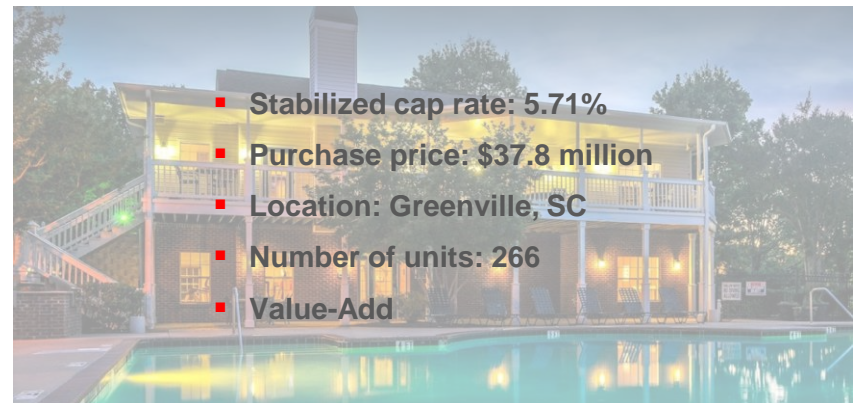 ▪ Stabilized cap rate: 5.71%
▪ Purchase price: $37.8 million
▪ Location: Greenville, SC
▪ Number of units: 266
▪ Value-Add